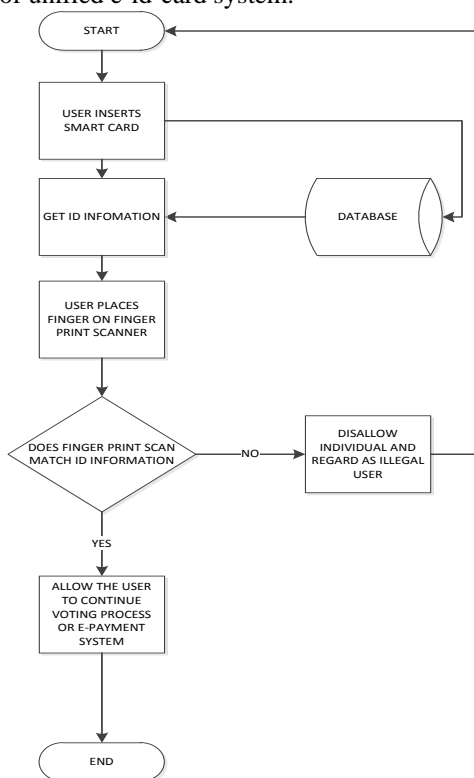 or unified e-id-card system.
START
USER INSERTS
SMART CARD
GET ID INFOMATION
DATABASE
USER PLACES
FINGER ON FINGER
PRINT SCANNER
DOES FINGER PRINT SCAN
MATCH ID INFORMATION
NO
DISALLOW
INDIVIDUAL AND
REGARD AS ILLEGAL
USER
YES
ALLOW THE USER
TO CONTINUE
VOTING PROCESS
OR E-PAYMENT
SYSTEM
END